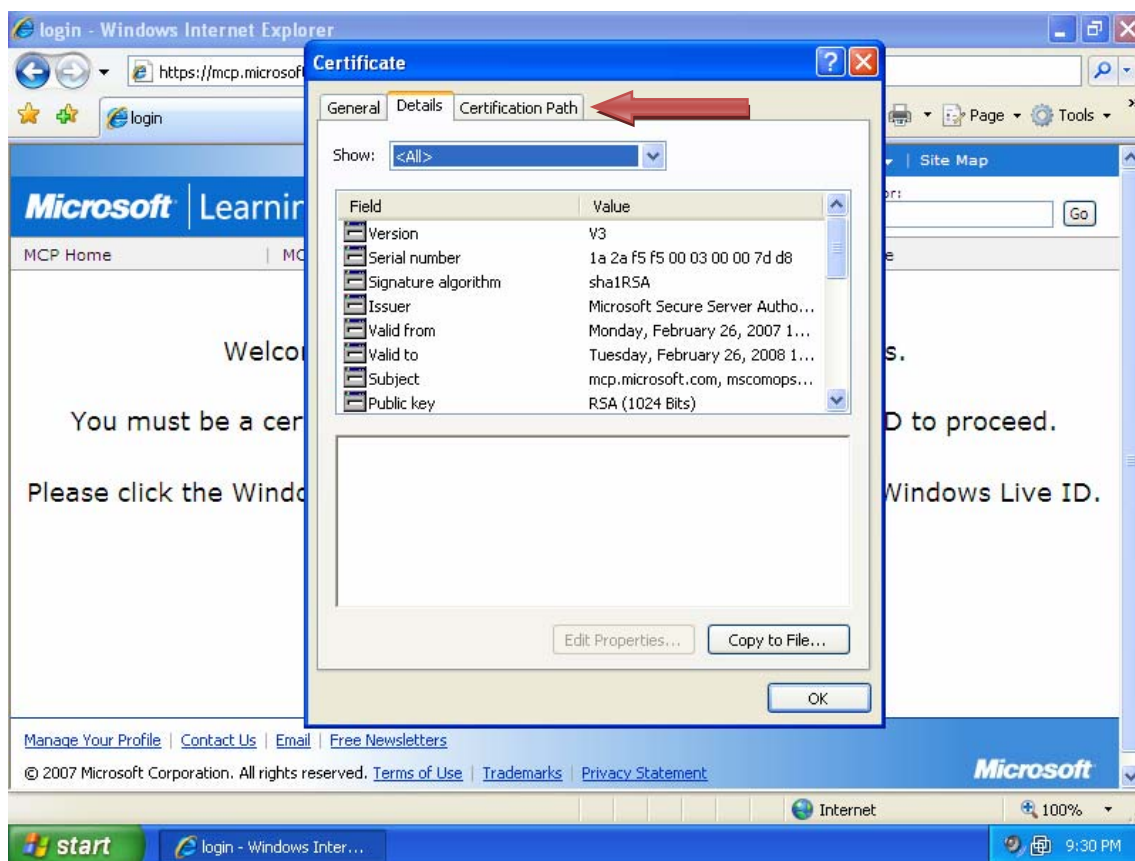 login - Windows Internet Explorer
https://mcp.microsof
login
Page
Tools
Site Map
Microsoft Learnin
or:
Go
MCP Home | MC
e
Welco
s.
You must be a cer
D to proceed.
Please click the Windo
Windows Live ID.
Certificate
General Details Certification Path
Show: <All>
Field Value
Version V3
Serial number 1a 2a f5 f5 00 03 00 00 7d d8
Signature algorithm sha1RSA
Issuer Microsoft Secure Server Autho...
Valid from Monday, February 26, 2007 1...
Valid to Tuesday, February 26, 2008 1...
Subject mcp.microsoft.com, mscomops...
Public key RSA (1024 Bits)
Edit Properties... Copy to File...
OK
Manage Your Profile | Contact Us | Email | Free Newsletters
© 2007 Microsoft Corporation. All rights reserved. Terms of Use | Trademarks | Privacy Statement
Microsoft
Internet 100%
start login - Windows Inter... 9:30 PM